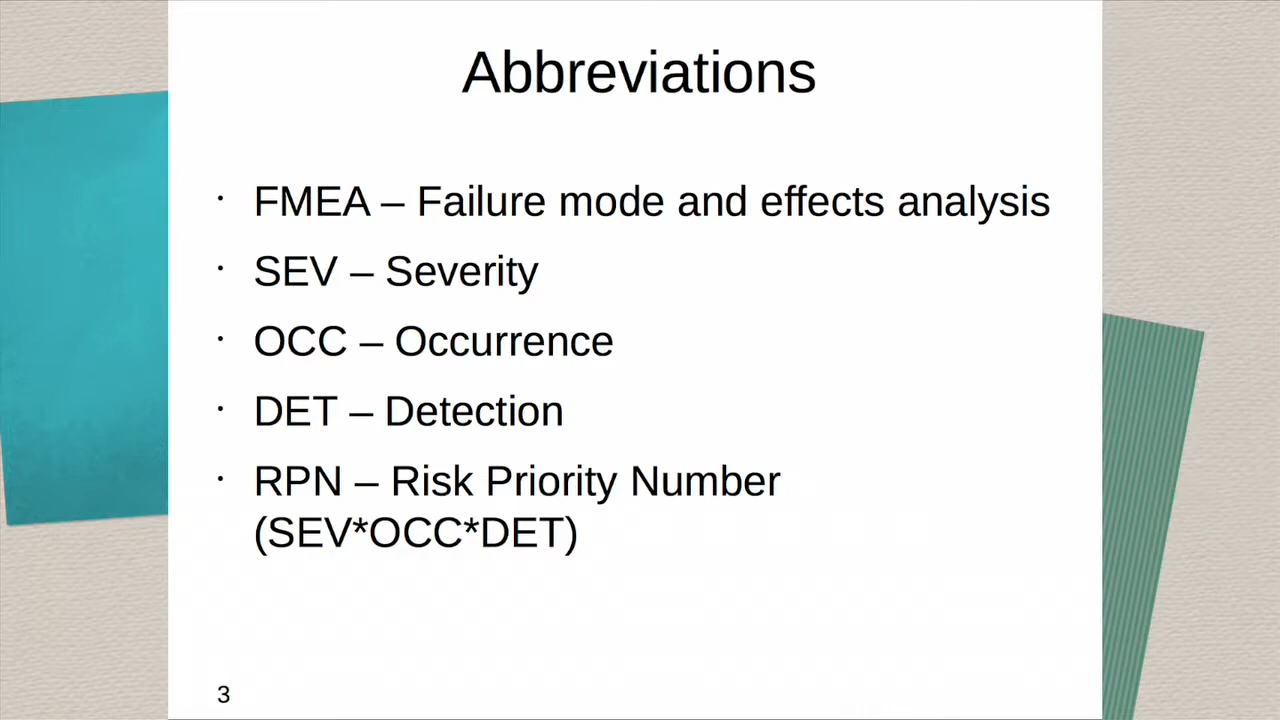 Abbreviations
· FMEA – Failure mode and effects analysis
· SEV – Severity
· OCC – Occurrence
· DET – Detection
· RPN – Risk Priority Number
(SEV*OCC*DET)
3